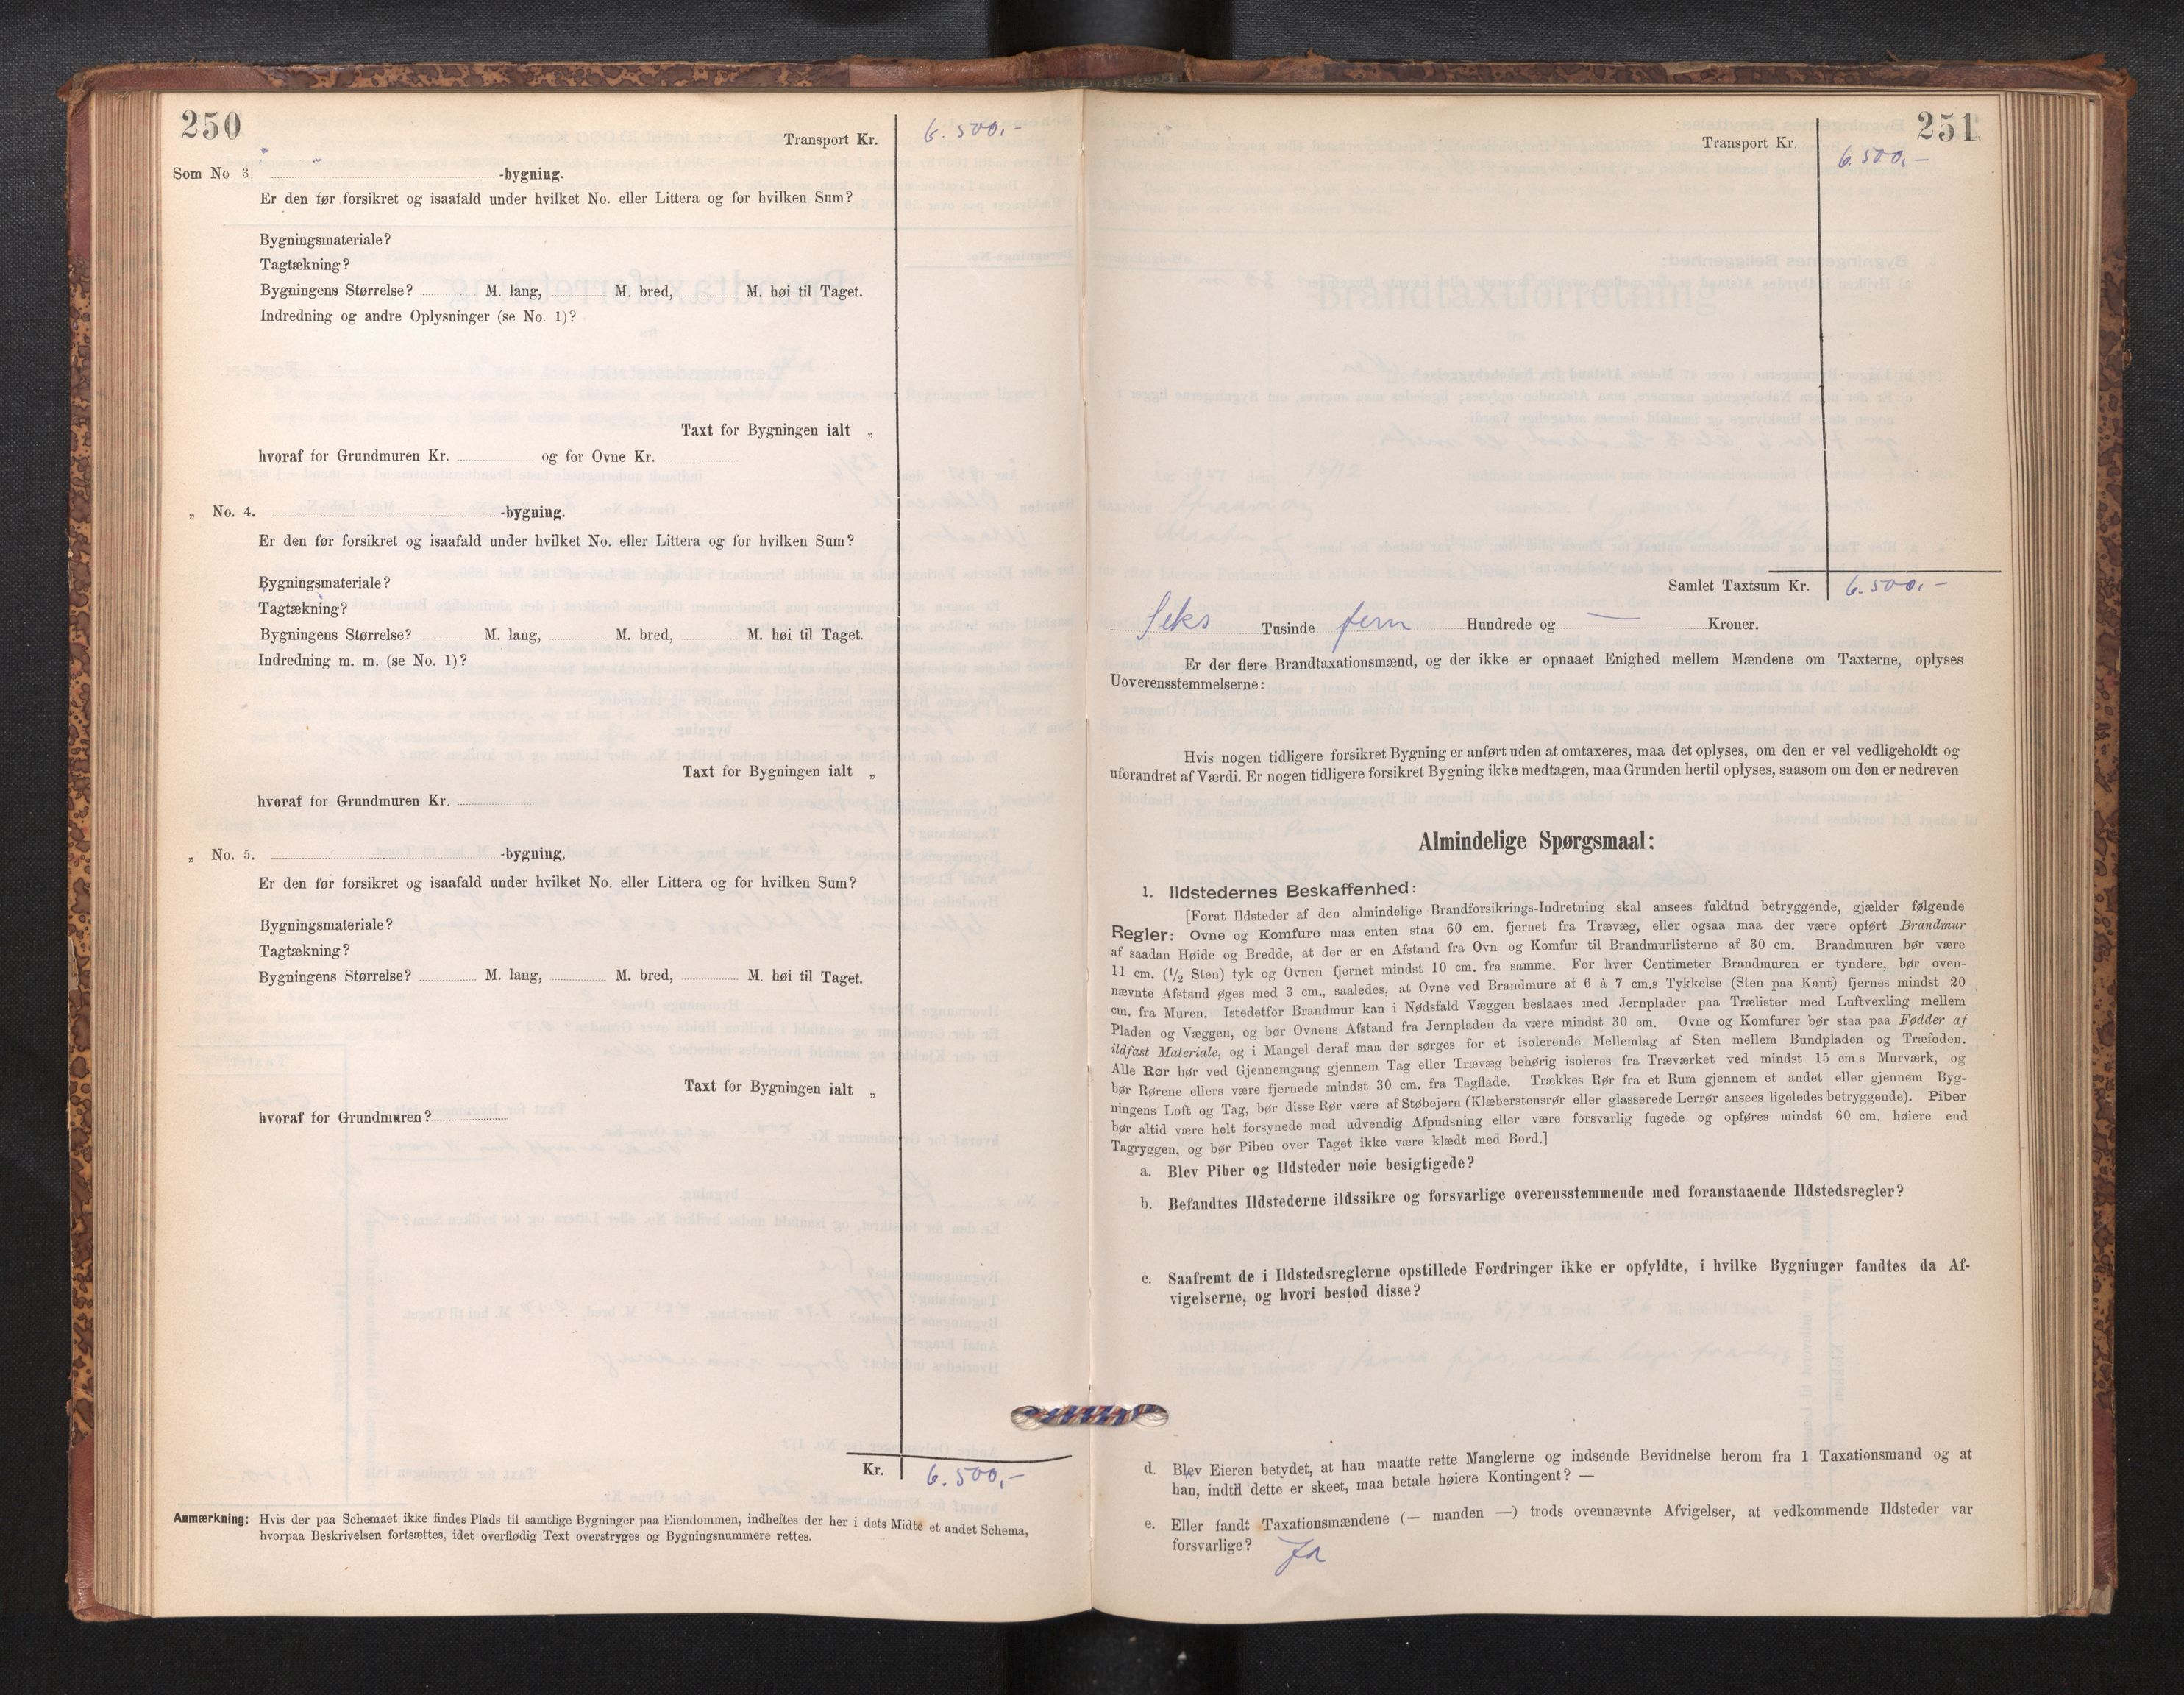 250
Transport Kr. 6.500,-
Som No 3. -bygning.
Er den før forsikret og isaafald under hvilket No. eller Littera og for hvilken Sum?
Bygningsmateriale?
Tagtækning?
Bygningens Størrelse? M. lang, M. bred, M. høi til Taget.
Indredning og andre Oplysninger (se No. 1)?
Taxt for Bygningen ialt „
hvoraf for Grundmuren Kr. og for Ovne Kr.
„ No. 4. -bygning.
Er den før forsikret og isaafald under hvilket No. eller Littera og for hvilken Sum?
Bygningsmateriale?
Tagtækning?
Bygningens Størrelse? M. lang, M. bred, M. høi til Taget.
Indredning m. m. (se No. 1)?
Taxt for Bygningen ialt „
hvoraf for Grundmuren Kr.
„ No. 5. -bygning,
Er den før forsikret og isaafald under hvilket No. eller Littera og for hvilken Sum?
Bygningsmateriale?
Tagtækning?
Bygningens Størrelse? M. lang, M. bred, M. høi til Taget.
Taxt for Bygningen ialt „
hvoraf for Grundmuren?
Kr. 6.500,-
Anmærkning: Hvis der paa Schemaet ikke findes Plads til samtlige Bygninger paa Eiendommen, indheftes der her i dets Midte et andet Schema,
hvorpaa Beskrivelsen fortsættes, idet overflødig Text overstryges og Bygningsnummere rettes.
251
Transport Kr. 6.500,-
Samlet Taxtsum Kr. 6.500,-
Seks Tusinde fem Hundrede og — Kroner.
Er der flere Brandtaxationsmænd, og der ikke er opnaaet Enighed mellem Mændene om Taxterne, oplyses
Uoverensstemmelserne:
Hvis nogen tidligere forsikret Bygning er anført uden at omtaxeres, maa det oplyses, om den er vel vedligeholdt og
uforandret af Værdi. Er nogen tidligere forsikret Bygning ikke medtagen, maa Grunden hertil oplyses, saasom om den er nedreven
Almindelige Spørgsmaal:
1. Ildstedernes Beskaffenhed:
[Forat Ildsteder af den almindelige Brandforsikrings-Indretning skal ansees fuldtud betryggende, gjælder følgende
Regler: Ovne og Komfure maa enten staa 60 cm. fjernet fra Trævæg, eller ogsaa maa der være opført Brandmur
af saadan Høide og Bredde, at der er en Afstand fra Ovn og Komfur til Brandmurlisterne af 30 cm. Brandmuren bør være
11 cm. (1/2 Sten) tyk og Ovnen fjernet mindst 10 cm. fra samme. For hver Centimeter Brandmuren er tyndere, bør oven-
nævnte Afstand øges med 3 cm., saaledes, at Ovne ved Brandmure af 6 à 7 cm.s Tykkelse (Sten paa Kant) fjernes mindst 20
cm. fra Muren. Istedetfor Brandmur kan i Nødsfald Væggen beslaaes med Jernplader paa Trælister med Luftvexling mellem
Pladen og Væggen, og bør Ovnens Afstand fra Jernpladen da være mindst 30 cm. Ovne og Komfurer bør staa paa Fødder af
ildfast Materiale, og i Mangel deraf maa der sørges for et isolerende Mellemlag af Sten mellem Bundpladen og Træfoden.
Alle Rør bør ved Gjennemgang gjennem Tag eller Trævæg behørig isoleres fra Træværket ved mindst 15 cm.s Murværk, og
bør Rørene ellers være fjernede mindst 30 cm. fra Tagflade. Trækkes Rør fra et Rum gjennem et andet eller gjennem Byg-
ningens Loft og Tag, bør disse Rør være af Støbejern (Klæberstensrør eller glasserede Lerrør ansees ligeledes betryggende). Piber
bør altid være helt forsynede med udvendig Afpudsning eller være forsvarlig fugede og opføres mindst 60 cm. høiere end
Tagryggen, og bør Piben over Taget ikke være klædt med Bord.]
a. Blev Piber og Ildsteder nøie besigtigede?
b. Befandtes Ildstederne ildssikre og forsvarlige overensstemmende med foranstaaende Ildstedsregler?
c. Saafremt de i Ildstedsreglerne opstillede Fordringer ikke er opfyldte, i hvilke Bygninger fandtes da Af-
vigelserne, og hvori bestod disse?
d. Blev Eieren betydet, at han maatte rette Manglerne og indsende Bevidnelse herom fra 1 Taxationsmand og at
han, indtil dette er skeet, maa betale høiere Kontingent? —
e. Eller fandt Taxationsmændene (— manden —) trods ovennævnte Afvigelser, at vedkommende Ildsteder var
forsvarlige? Ja